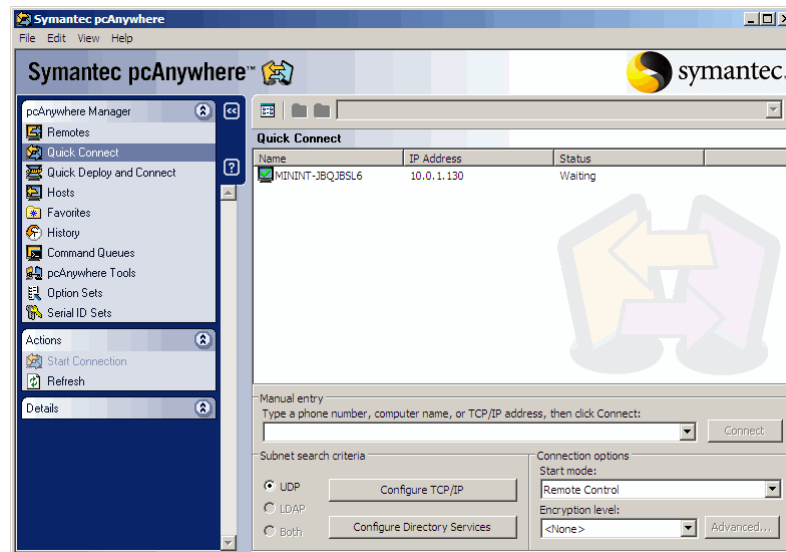 Symantec pcAnywhere
File Edit View Help
Symantec pcAnywhere™
symantec.
pcAnywhere Manager
Remotes
Quick Connect
Quick Deploy and Connect
Hosts
Favorites
History
Command Queues
pcAnywhere Tools
Option Sets
Serial ID Sets
Actions
Start Connection
Refresh
Details
Quick Connect
Name IP Address Status
MININT-JBQJBSL6 10.0.1.130 Waiting
Manual entry
Type a phone number, computer name, or TCP/IP address, then click Connect:
Connect
Subnet search criteria
UDP
LDAP
Both
Configure TCP/IP
Configure Directory Services
Connection options
Start mode:
Remote Control
Encryption level:
<None>
Advanced...